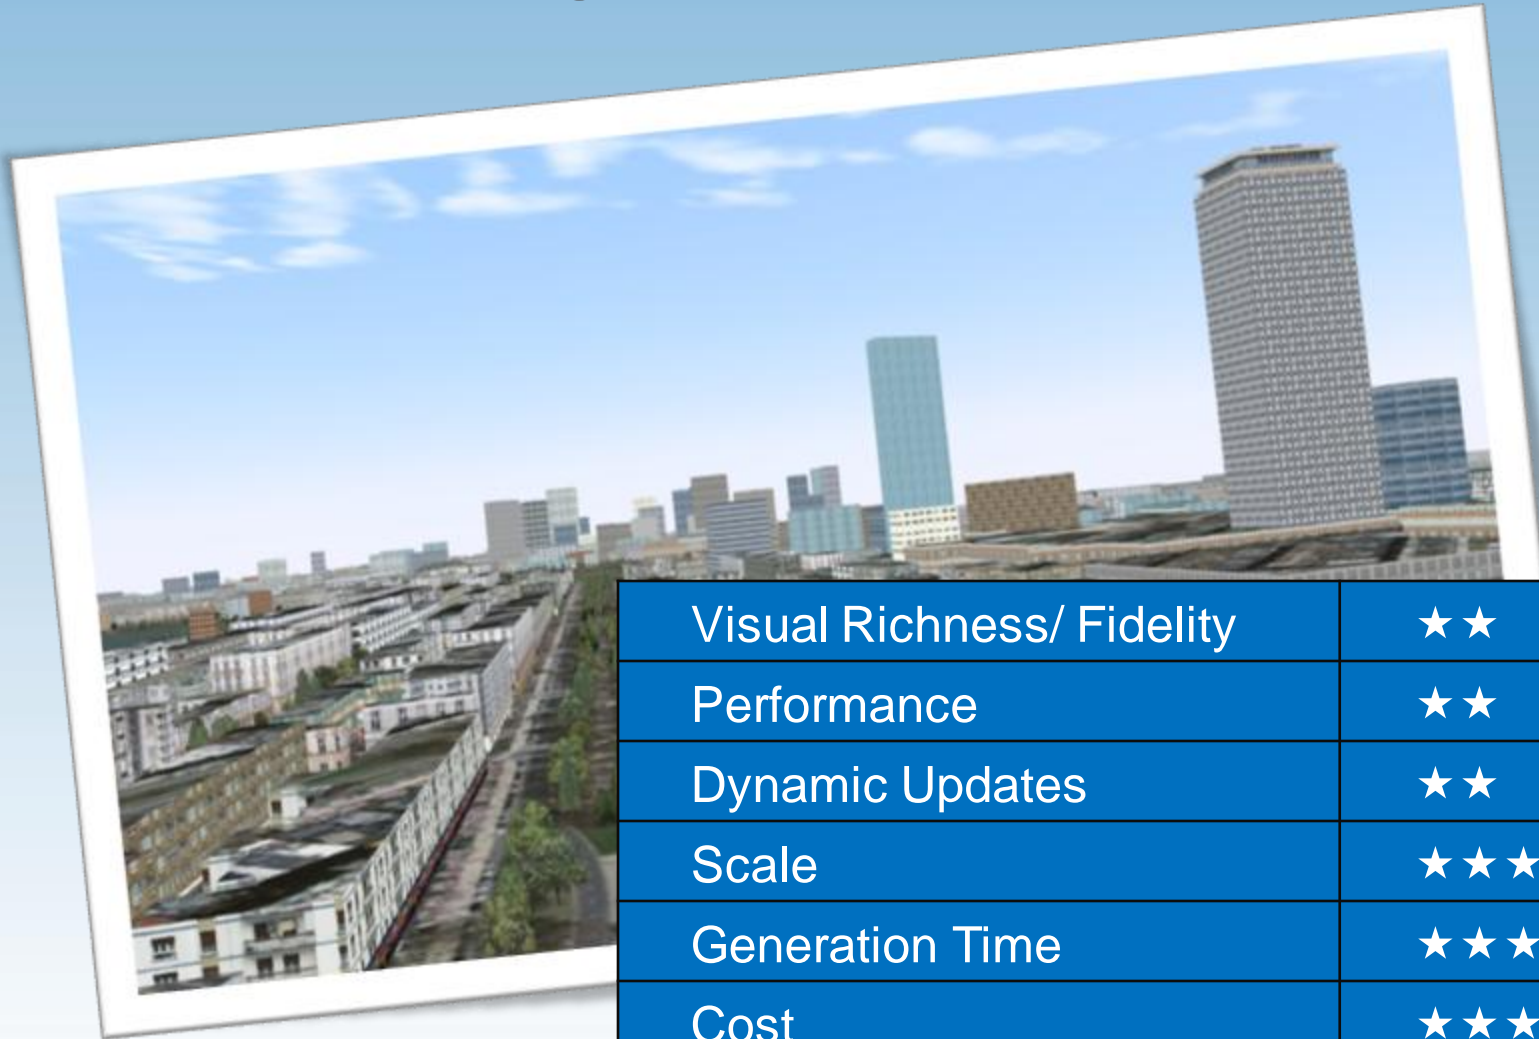 Visual Richness/ Fidelity ★★
Performance ★★
Dynamic Updates ★★
Scale ★★★
Generation Time ★★★
Cost ★★★